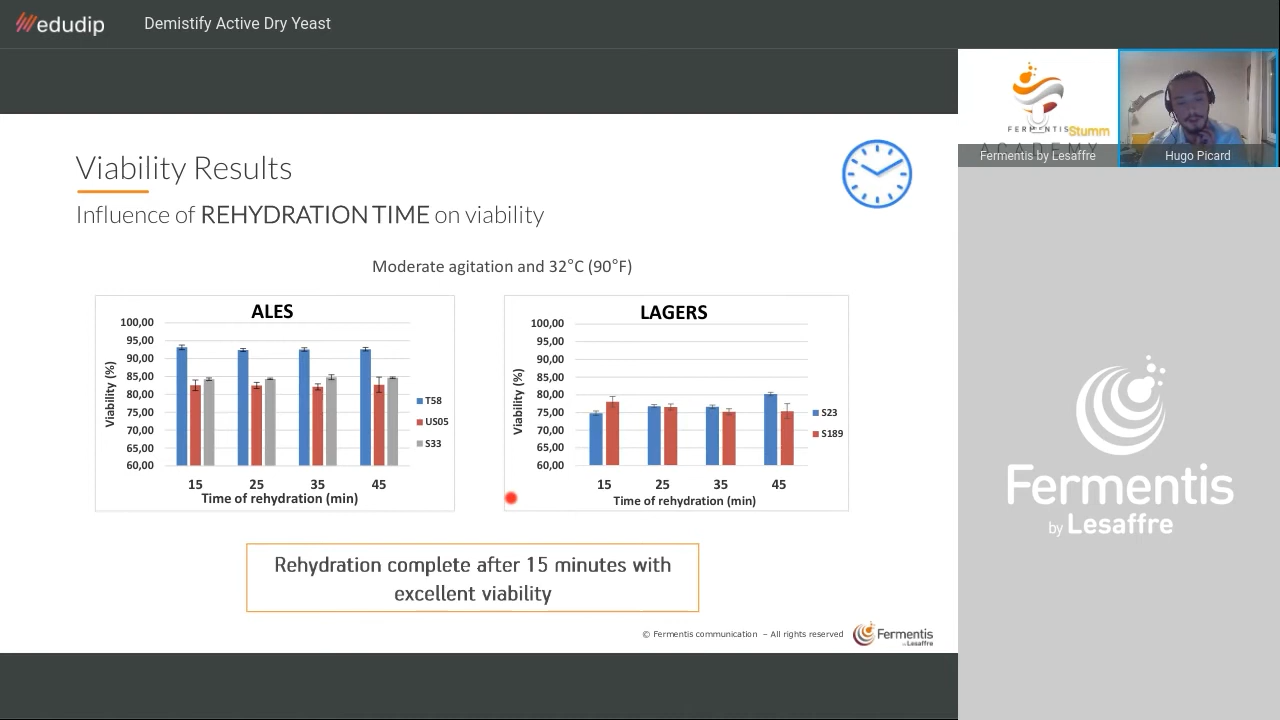 edudip
Demistify Active Dry Yeast
FERMENTIS
Stumm
ACADEMY
Fermentis by Lesaffre
Hugo Picard
Viability Results
Influence of REHYDRATION TIME on viability
Moderate agitation and 32°C (90°F)
ALES
100,00
95,00
90,00
85,00
80,00
75,00
70,00
65,00
60,00
Viability (%)
15 25 35 45
Time of rehydration (min)
T58
US05
S33
LAGERS
100,00
95,00
90,00
85,00
80,00
75,00
70,00
65,00
60,00
Viability (%)
15 25 35 45
Time of rehydration (min)
S23
S189
Rehydration complete after 15 minutes with
excellent viability
© Fermentis communication – All rights reserved
Fermentis
by Lesaffre
Fermentis
by Lesaffre